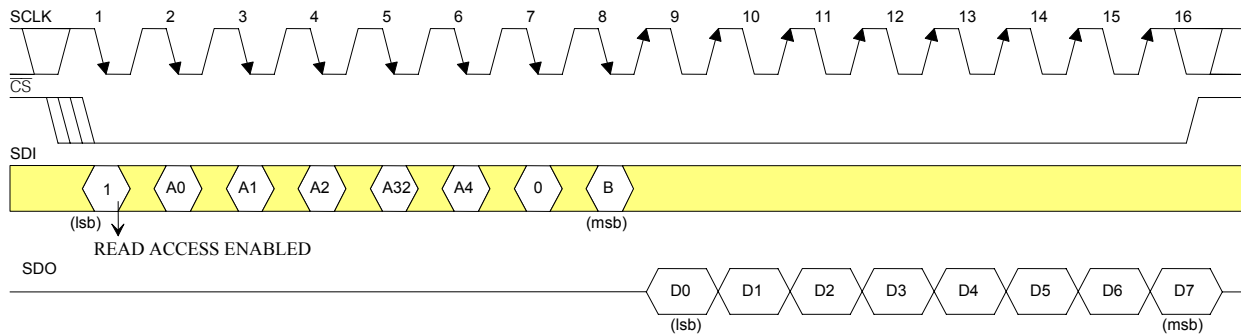 SCLK 1 2 3 4 5 6 7 8 9 10 11 12 13 14 15 16
CS
SDI
1 A0 A1 A2 A32 A4 0 B
(lsb) (msb)
READ ACCESS ENABLED
SDO
D0 D1 D2 D3 D4 D5 D6 D7
(lsb) (msb)